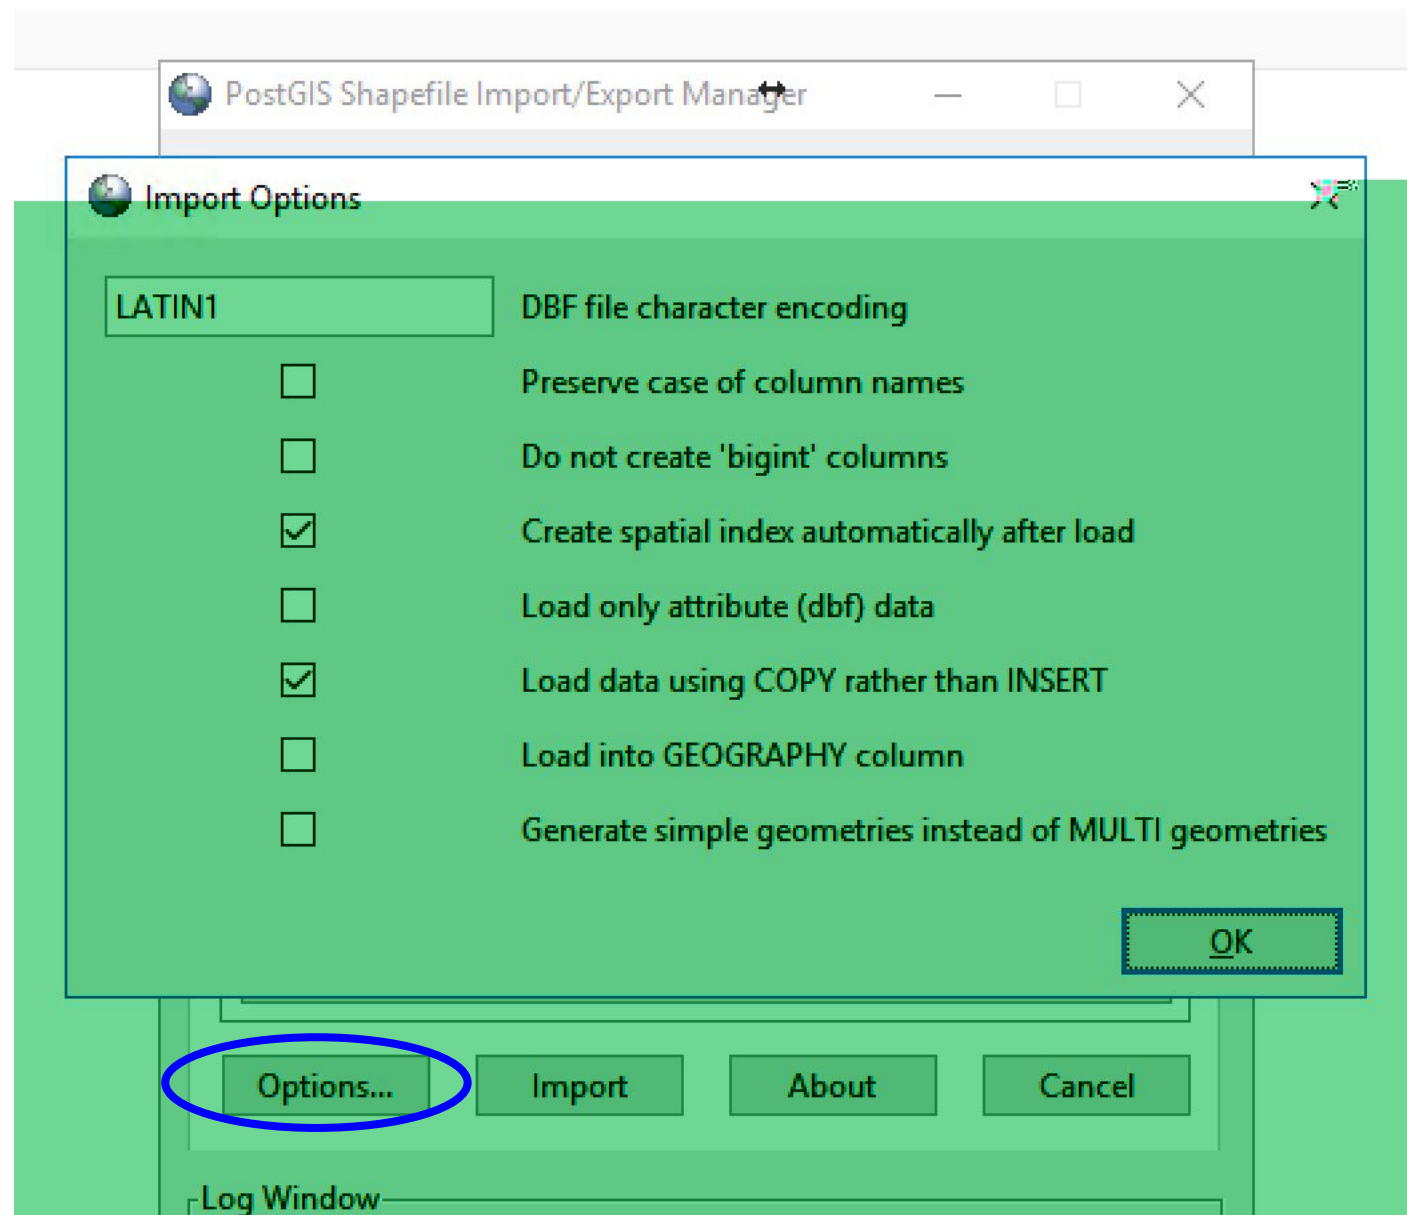 PostGIS Shapefile Import/Export Manager
Import Options
LATIN1 DBF file character encoding
Preserve case of column names
Do not create 'bigint' columns
Create spatial index automatically after load
Load only attribute (dbf) data
Load data using COPY rather than INSERT
Load into GEOGRAPHY column
Generate simple geometries instead of MULTI geometries
OK
Options... Import About Cancel
Log Window